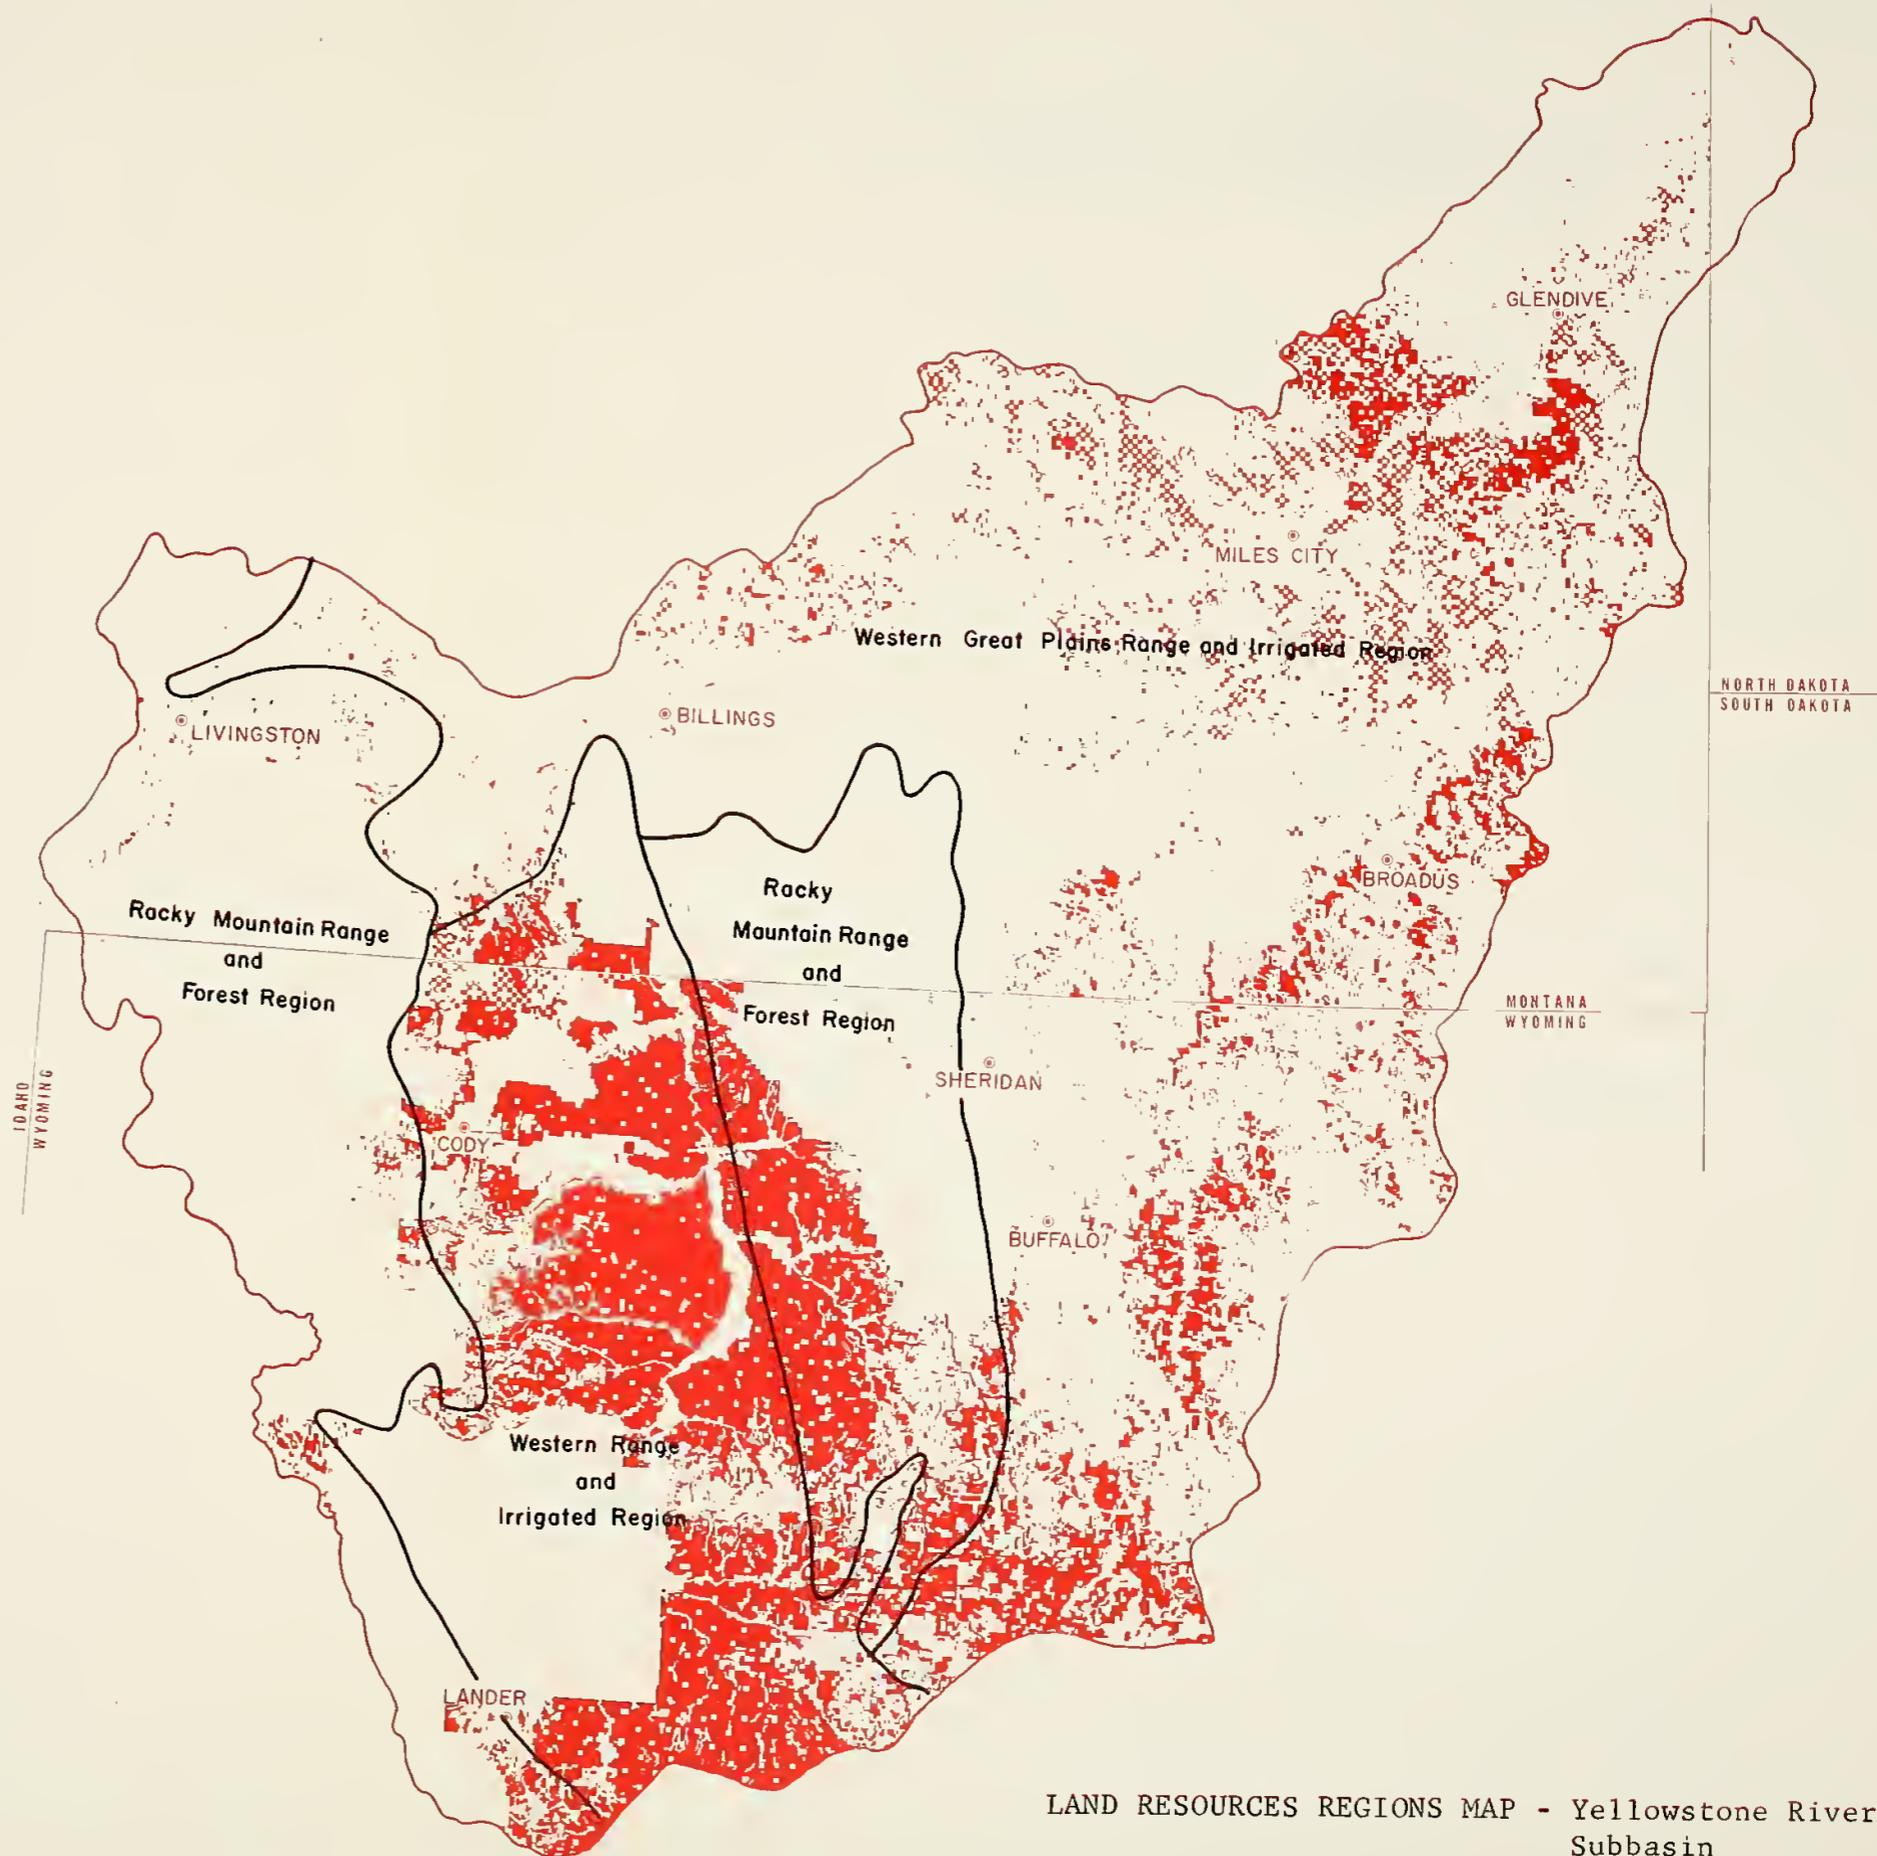 GLENDIVE
MILES CITY
Western Great Plains Range and Irrigated Region
NORTH DAKOTA
SOUTH DAKOTA
BILLINGS
LIVINGSTON
BROADUS
Rocky
Mountain Range
and
Forest Region
Rocky Mountain Range
and
Forest Region
MONTANA
WYOMING
IDAHO
WYOMING
SHERIDAN
CODY
BUFFALO
Western Range
and
Irrigated Region
LANDER
LAND RESOURCES REGIONS MAP - Yellowstone River
Subbasin